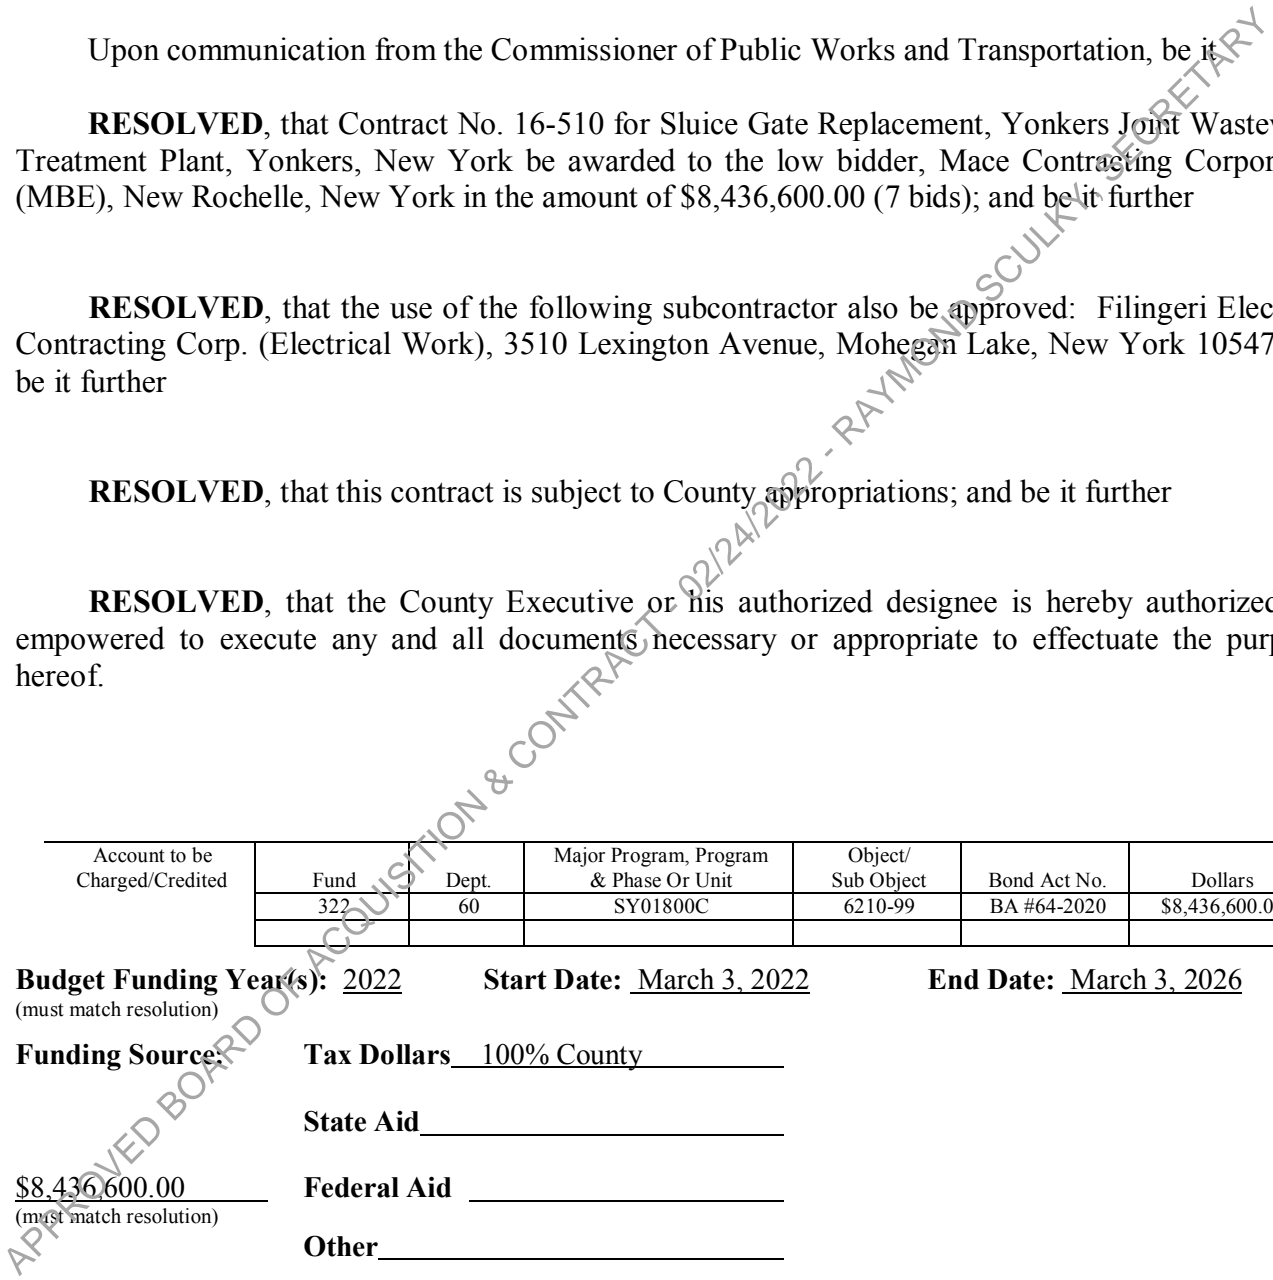 Upon communication from the Commissioner of Public Works and Transportation, be it
RESOLVED, that Contract No. 16-510 for Sluice Gate Replacement, Yonkers Joint Wastew
Treatment Plant, Yonkers, New York be awarded to the low bidder, Mace Contracting Corpor
(MBE), New Rochelle, New York in the amount of $8,436,600.00 (7 bids); and be it further
RESOLVED, that the use of the following subcontractor also be approved: Filingeri Elec
Contracting Corp. (Electrical Work), 3510 Lexington Avenue, Mohegan Lake, New York 10547
be it further
RESOLVED, that this contract is subject to County appropriations; and be it further
RESOLVED, that the County Executive or his authorized designee is hereby authorized
empowered to execute any and all documents necessary or appropriate to effectuate the purp
hereof.
Account to be Major Program, Program Object/
Charged/Credited Fund Dept. & Phase Or Unit Sub Object Bond Act No. Dollars
322 60 SY01800C 6210-99 BA #64-2020 $8,436,600.0
Budget Funding Year(s): 2022 Start Date: March 3, 2022 End Date: March 3, 2026
(must match resolution)
Funding Source: Tax Dollars 100% County
State Aid
$8,436,600.00 Federal Aid
(must match resolution)
Other
APPROVED BOARD OF ACQUISITION & CONTRACT - 02/24/2022 - RAYMOND SCULKY, SECRETARY